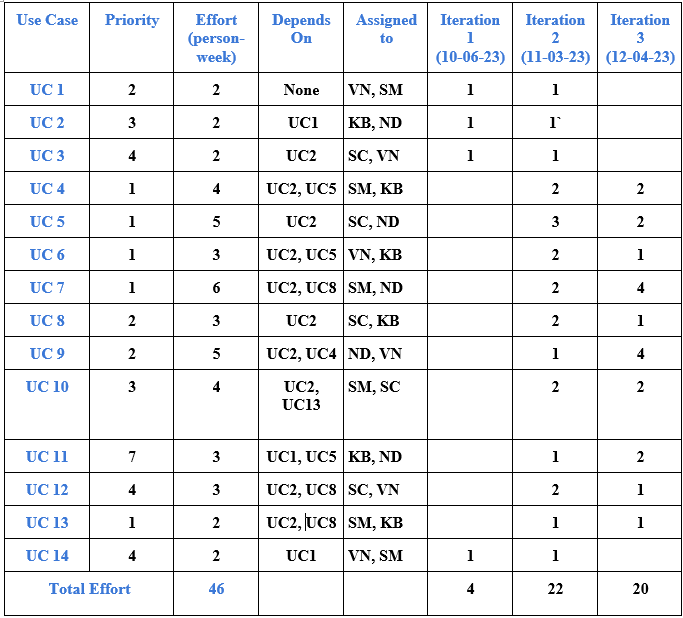 Use Case Priority Effort (person-week) Depends On Assigned to Iteration 1 (10-06-23) Iteration 2 (11-03-23) Iteration 3 (12-04-23)
UC 1 2 2 None VN, SM 1 1
UC 2 3 2 UC1 KB, ND 1 1`
UC 3 4 2 UC2 SC, VN 1 1
UC 4 1 4 UC2, UC5 SM, KB 2 2
UC 5 1 5 UC2 SC, ND 3 2
UC 6 1 3 UC2, UC5 VN, KB 2 1
UC 7 1 6 UC2, UC8 SM, ND 2 4
UC 8 2 3 UC2 SC, KB 2 1
UC 9 2 5 UC2, UC4 ND, VN 1 4
UC 10 3 4 UC2, UC13 SM, SC 2 2
UC 11 7 3 UC1, UC5 KB, ND 1 2
UC 12 4 3 UC2, UC8 SC, VN 2 1
UC 13 1 2 UC2, UC8 SM, KB 1 1
UC 14 4 2 UC1 VN, SM 1 1
Total Effort 46 4 22 20